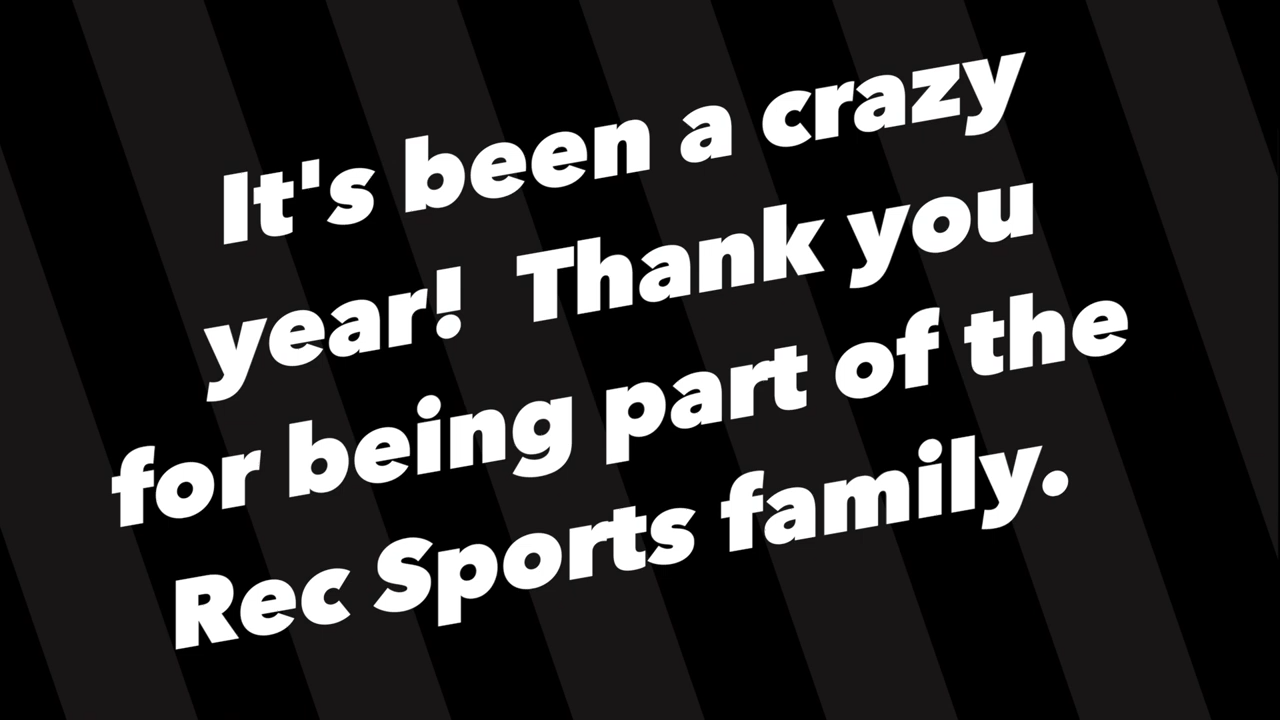 It's been a crazy
year!  Thank you
for being part of the
Rec Sports family.